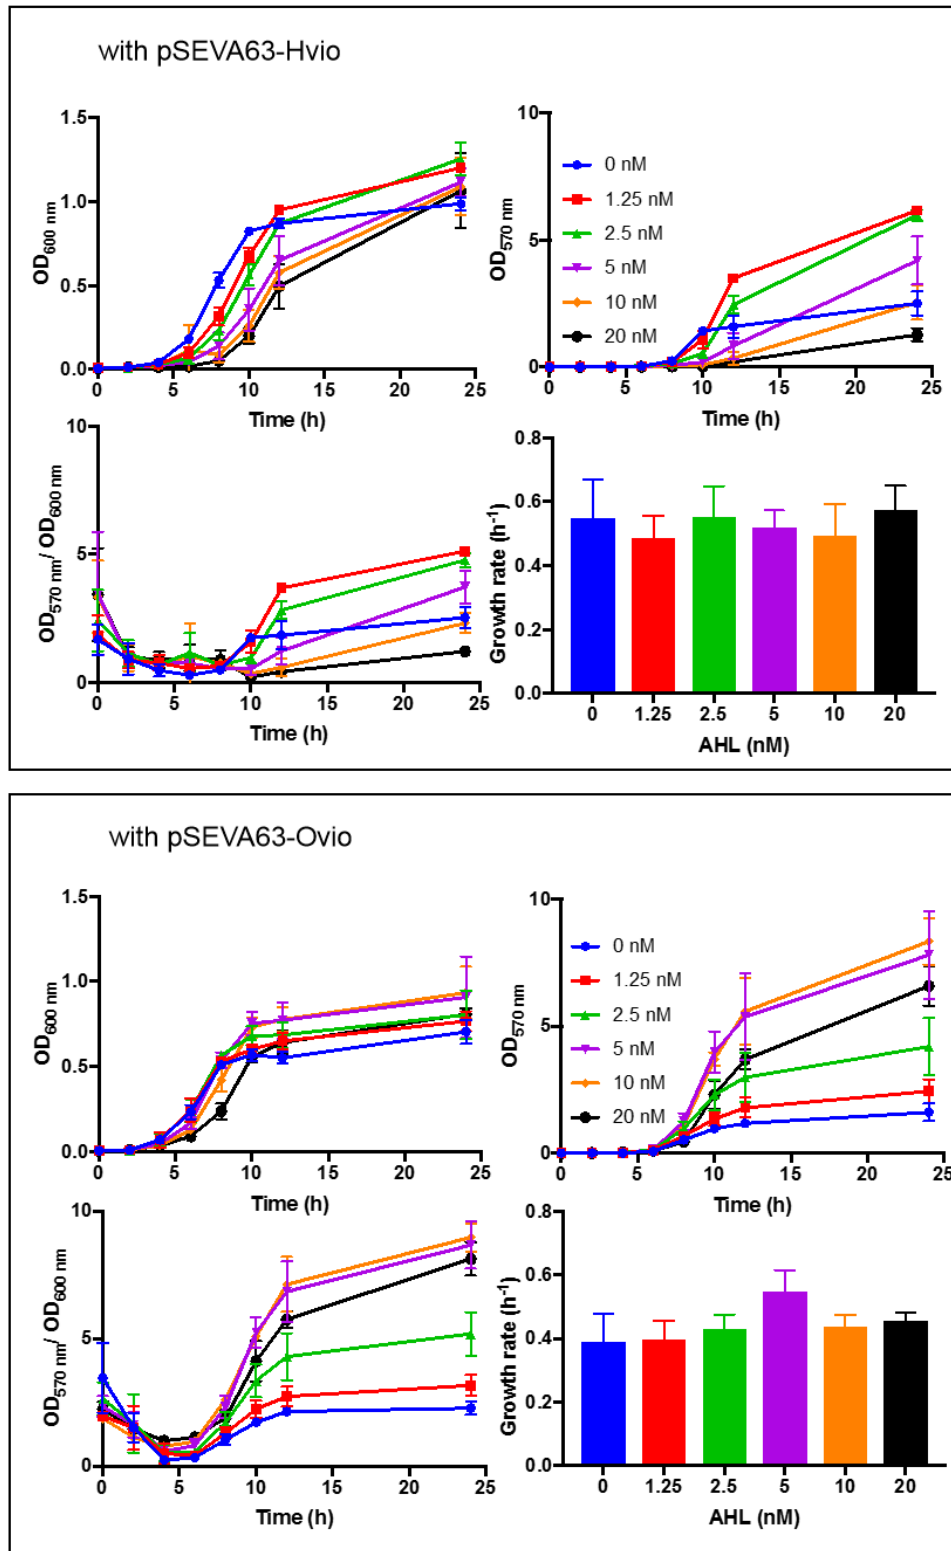 with pSEVA63-Hvio
OD600 nm
1.5
1.0
0.5
0.0
0 5 10 15 20 25
Time (h)
OD570 nm
10
5
0
0 5 10 15 20 25
Time (h)
0 nM
1.25 nM
2.5 nM
5 nM
10 nM
20 nM
OD570 nm/ OD600 nm
10
5
0
0 5 10 15 20 25
Time (h)
Growth rate (h-1)
0.8
0.6
0.4
0.2
0.0
0 1.25 2.5 5 10 20
AHL (nM)
with pSEVA63-Ovio
OD600 nm
1.5
1.0
0.5
0.0
0 5 10 15 20 25
Time (h)
OD570 nm
10
5
0
0 5 10 15 20 25
Time (h)
0 nM
1.25 nM
2.5 nM
5 nM
10 nM
20 nM
OD570 nm/ OD600 nm
10
5
0
0 5 10 15 20 25
Time (h)
Growth rate (h-1)
0.8
0.6
0.4
0.2
0.0
0 1.25 2.5 5 10 20
AHL (nM)